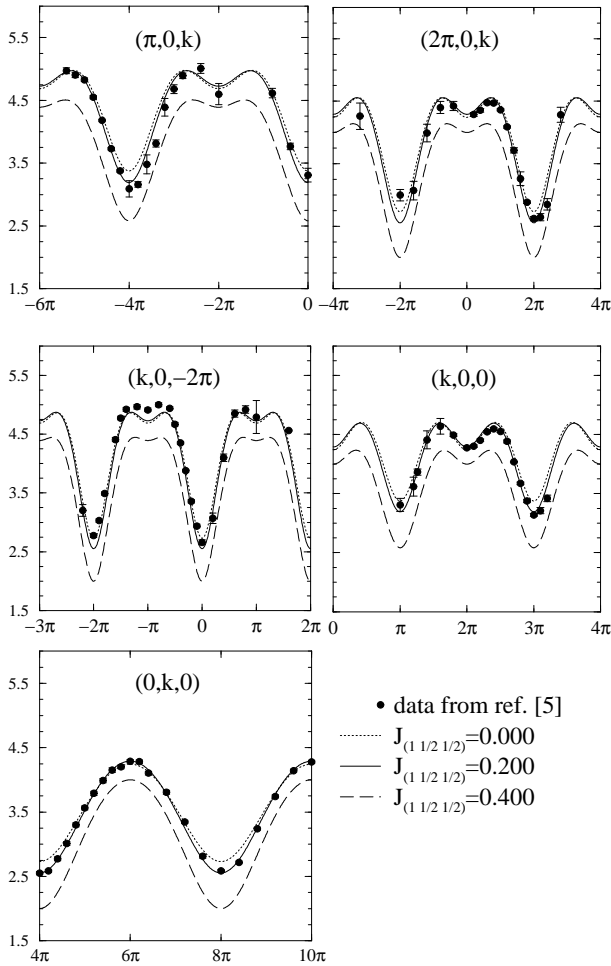 (π,0,k)
5.5
4.5
3.5
2.5
1.5
−6π −4π −2π 0
(2π,0,k)
−4π −2π 0 2π 4π
(k,0,−2π)
5.5
4.5
3.5
2.5
1.5
−3π −2π −π 0 π 2π
(k,0,0)
0 π 2π 3π 4π
(0,k,0)
5.5
4.5
3.5
2.5
1.5
4π 6π 8π 10π
data from ref. [5]
J(1 1/2 1/2)=0.000
J(1 1/2 1/2)=0.200
J(1 1/2 1/2)=0.400